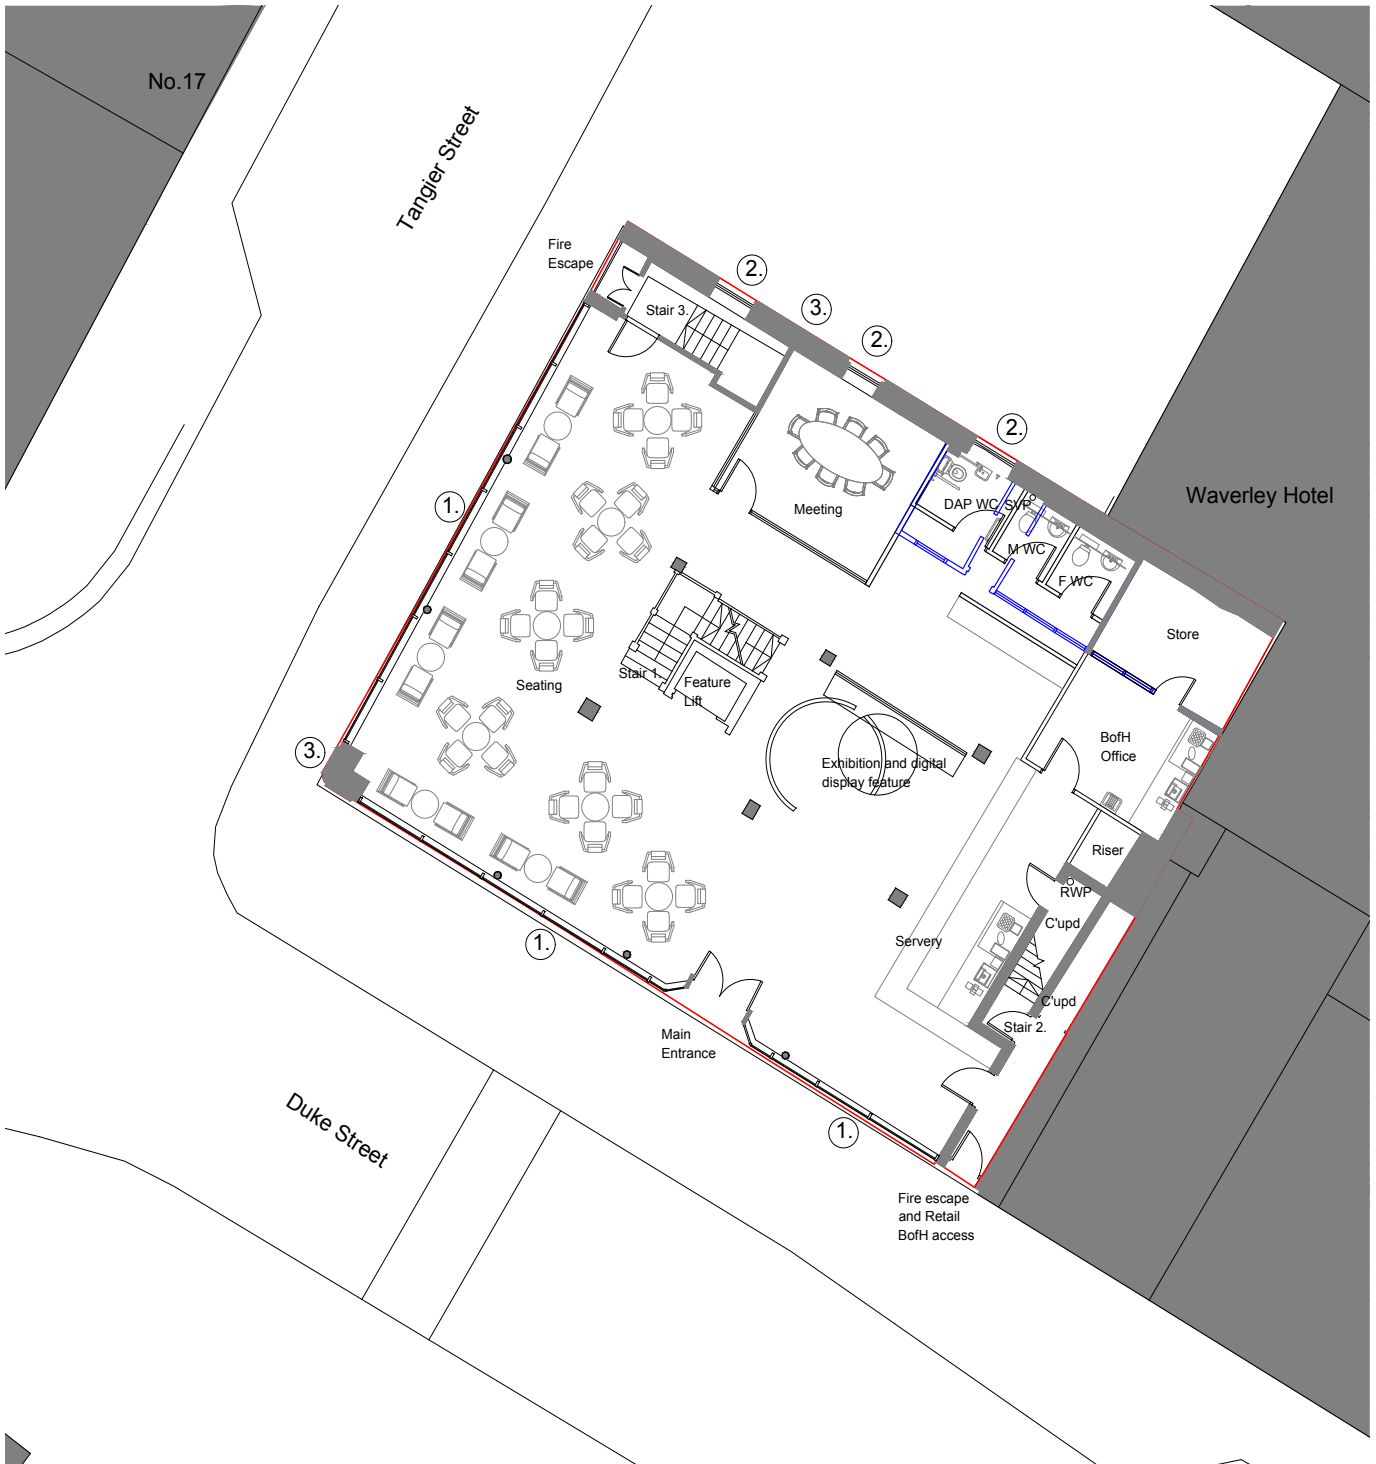 No.17
Tangier Street
Fire
Escape
2.
3.
Stair 3.
2.
2.
1.
Waverley Hotel
Meeting
DAP WC
SVP
M WC
F WC
Store
Stair 1.
Feature
Lift
Seating
3.
BofH
Office
Exhibition and digital
display feature
Riser
RWP
C'upd
Servery
1.
C'upd
Stair 2.
Main
Entrance
Duke Street
1.
Fire escape
and Retail
BofH access